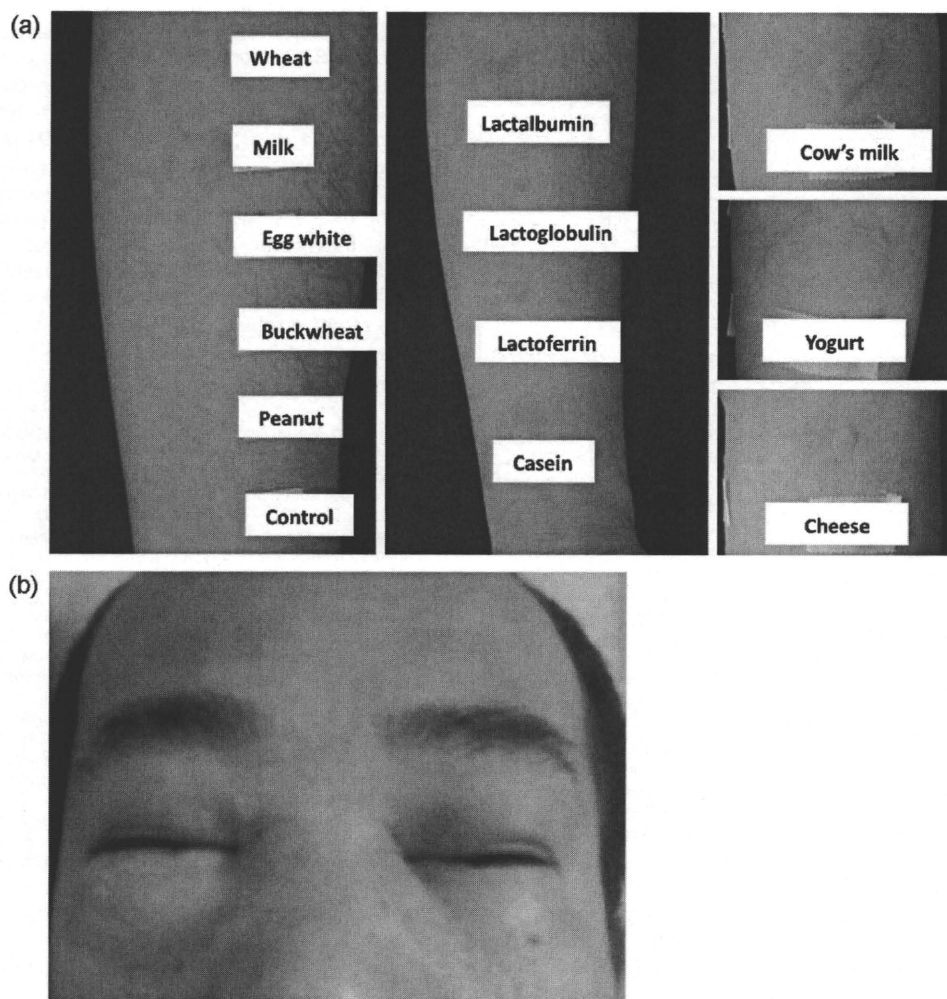 (a)
Wheat
Milk
Egg white
Buckwheat
Peanut
Control
Lactalbumin
Lactoglobulin
Lactoferrin
Casein
Cow's milk
Yogurt
Cheese
(b)